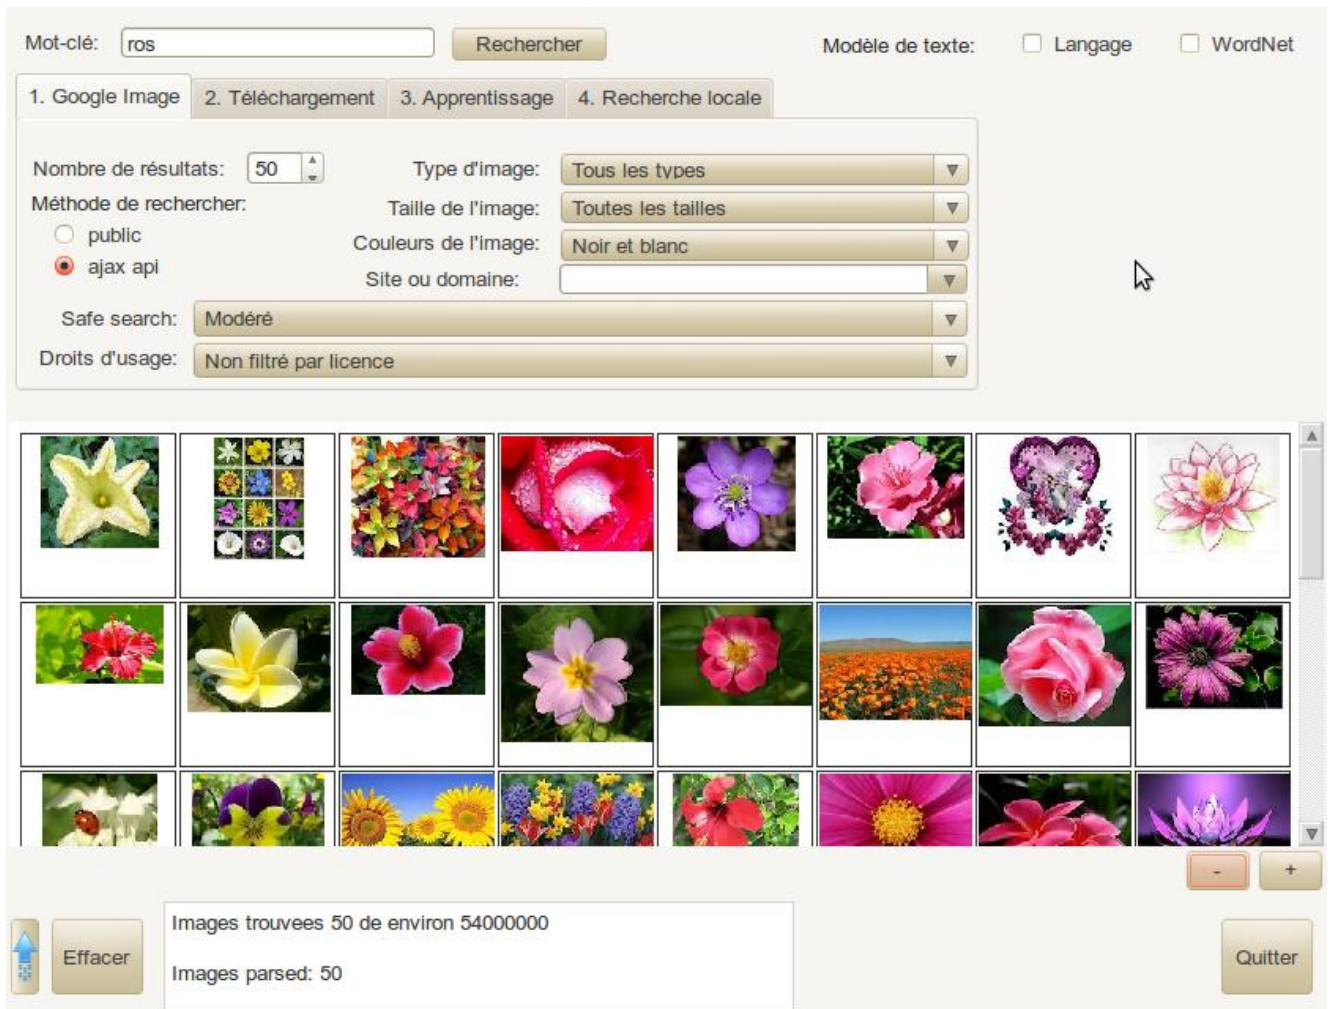 Mot-clé: ros Rechercher Modèle de texte: Langage WordNet
1. Google Image 2. Téléchargement 3. Apprentissage 4. Recherche locale
Nombre de résultats: 50 Type d'image: Tous les types
Méthode de rechercher: Taille de l'image: Toutes les tailles
public Couleurs de l'image: Noir et blanc
ajax api Site ou domaine:
Safe search: Modéré
Droits d'usage: Non filtré par licence
- +
Images trouvees 50 de environ 54000000
Effacer Quitter
Images parsed: 50